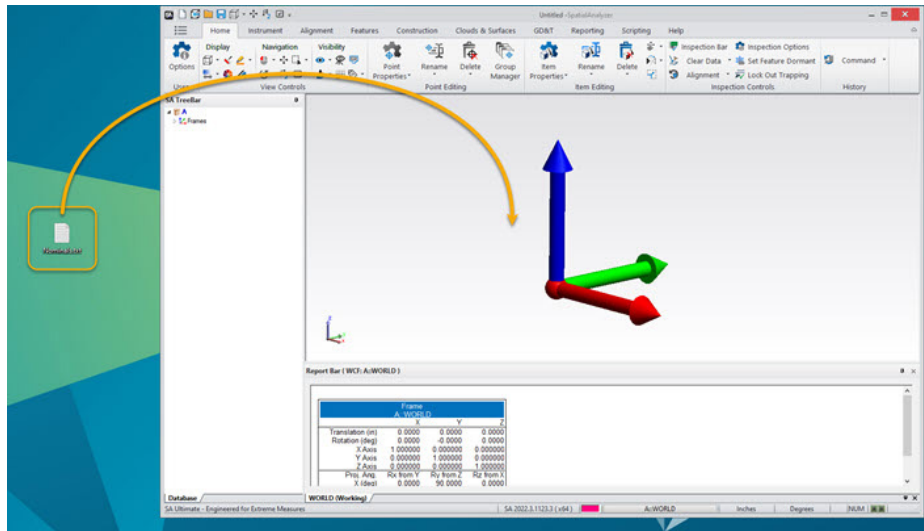 Untitled - SpatialAnalyzer
Home Instrument Alignment Features Construction Clouds & Surfaces GD&T Reporting Scripting Help
Options
Display Navigation Visibility
Point Properties Rename Delete Group Manager
Item Properties Rename Delete
Inspection Bar Inspection Options
Clear Data Set Feature Dormant
Alignment Lock Out Trapping
Command
View Controls Point Editing Item Editing Inspection Controls History
SA TreeBar
A
Frames
Nominal.txt
Report Bar ( WCF: A::WORLD )
Frame
A::WORLD
X Y Z
Translation (in) 0.0000 0.0000 0.0000
Rotation (deg) 0.0000 -0.0000 0.0000
X Axis 1.000000 0.000000 0.000000
Y Axis 0.000000 1.000000 0.000000
Z Axis 0.000000 0.000000 1.000000
Proj. Ang. Rx from Y Ry from Z Rz from X
X (deg) 0.0000 90.0000 0.0000
Database WORLD (Working)
SA Ultimate - Engineered for Extreme Measures SA 2022.3.1123.3 ( x64 ) A::WORLD Inches Degrees NUM